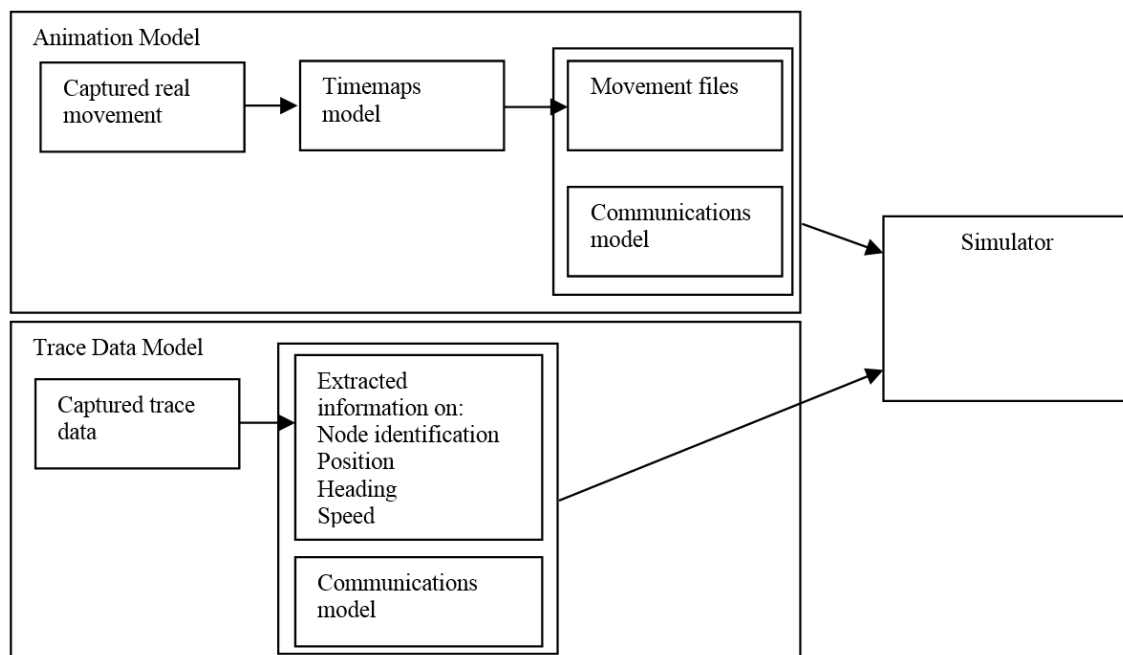 Animation Model
Captured real
movement
Timemaps
model
Movement files
Communications
model
Simulator
Trace Data Model
Captured trace
data
Extracted
information on:
Node identification
Position
Heading
Speed
Communications
model